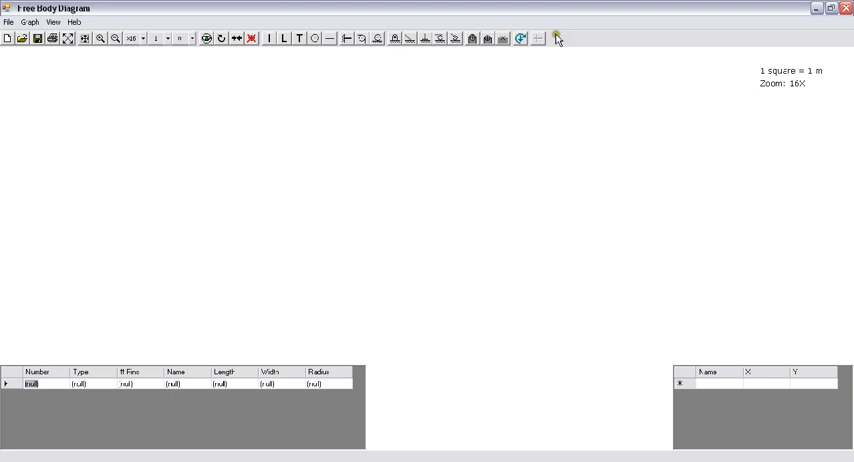 Free Body Diagram
File Graph View Help
x16 1 n
1 square = 1 m
Zoom: 16X
Number Type # Pins Name Length Width Radius
(null) (null) (null) (null) (null) (null) (null)
Name X Y